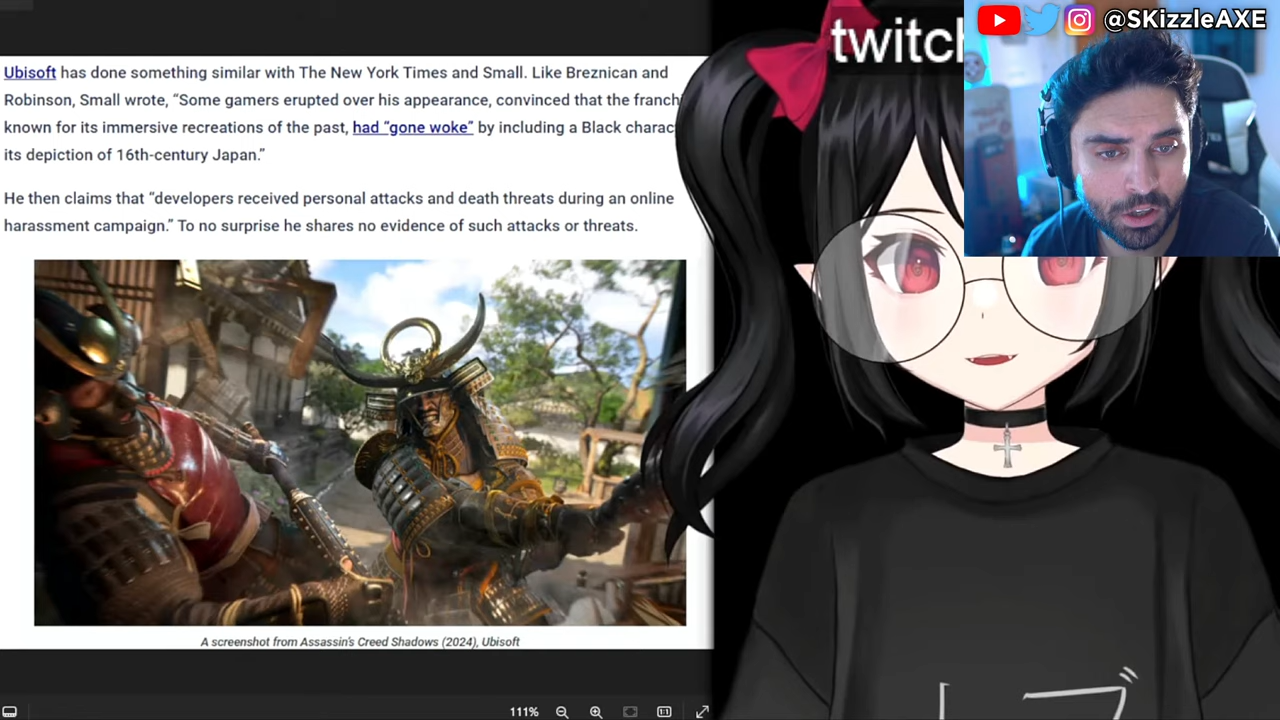 twitch
@SKizzleAXE
Ubisoft has done something similar with The New York Times and Small. Like Breznican and
Robinson, Small wrote, “Some gamers erupted over his appearance, convinced that the franch
known for its immersive recreations of the past, had “gone woke” by including a Black charac
its depiction of 16th-century Japan.”
He then claims that “developers received personal attacks and death threats during an online
harassment campaign.” To no surprise he shares no evidence of such attacks or threats.
A screenshot from Assassin’s Creed Shadows (2024), Ubisoft
111%
1:1